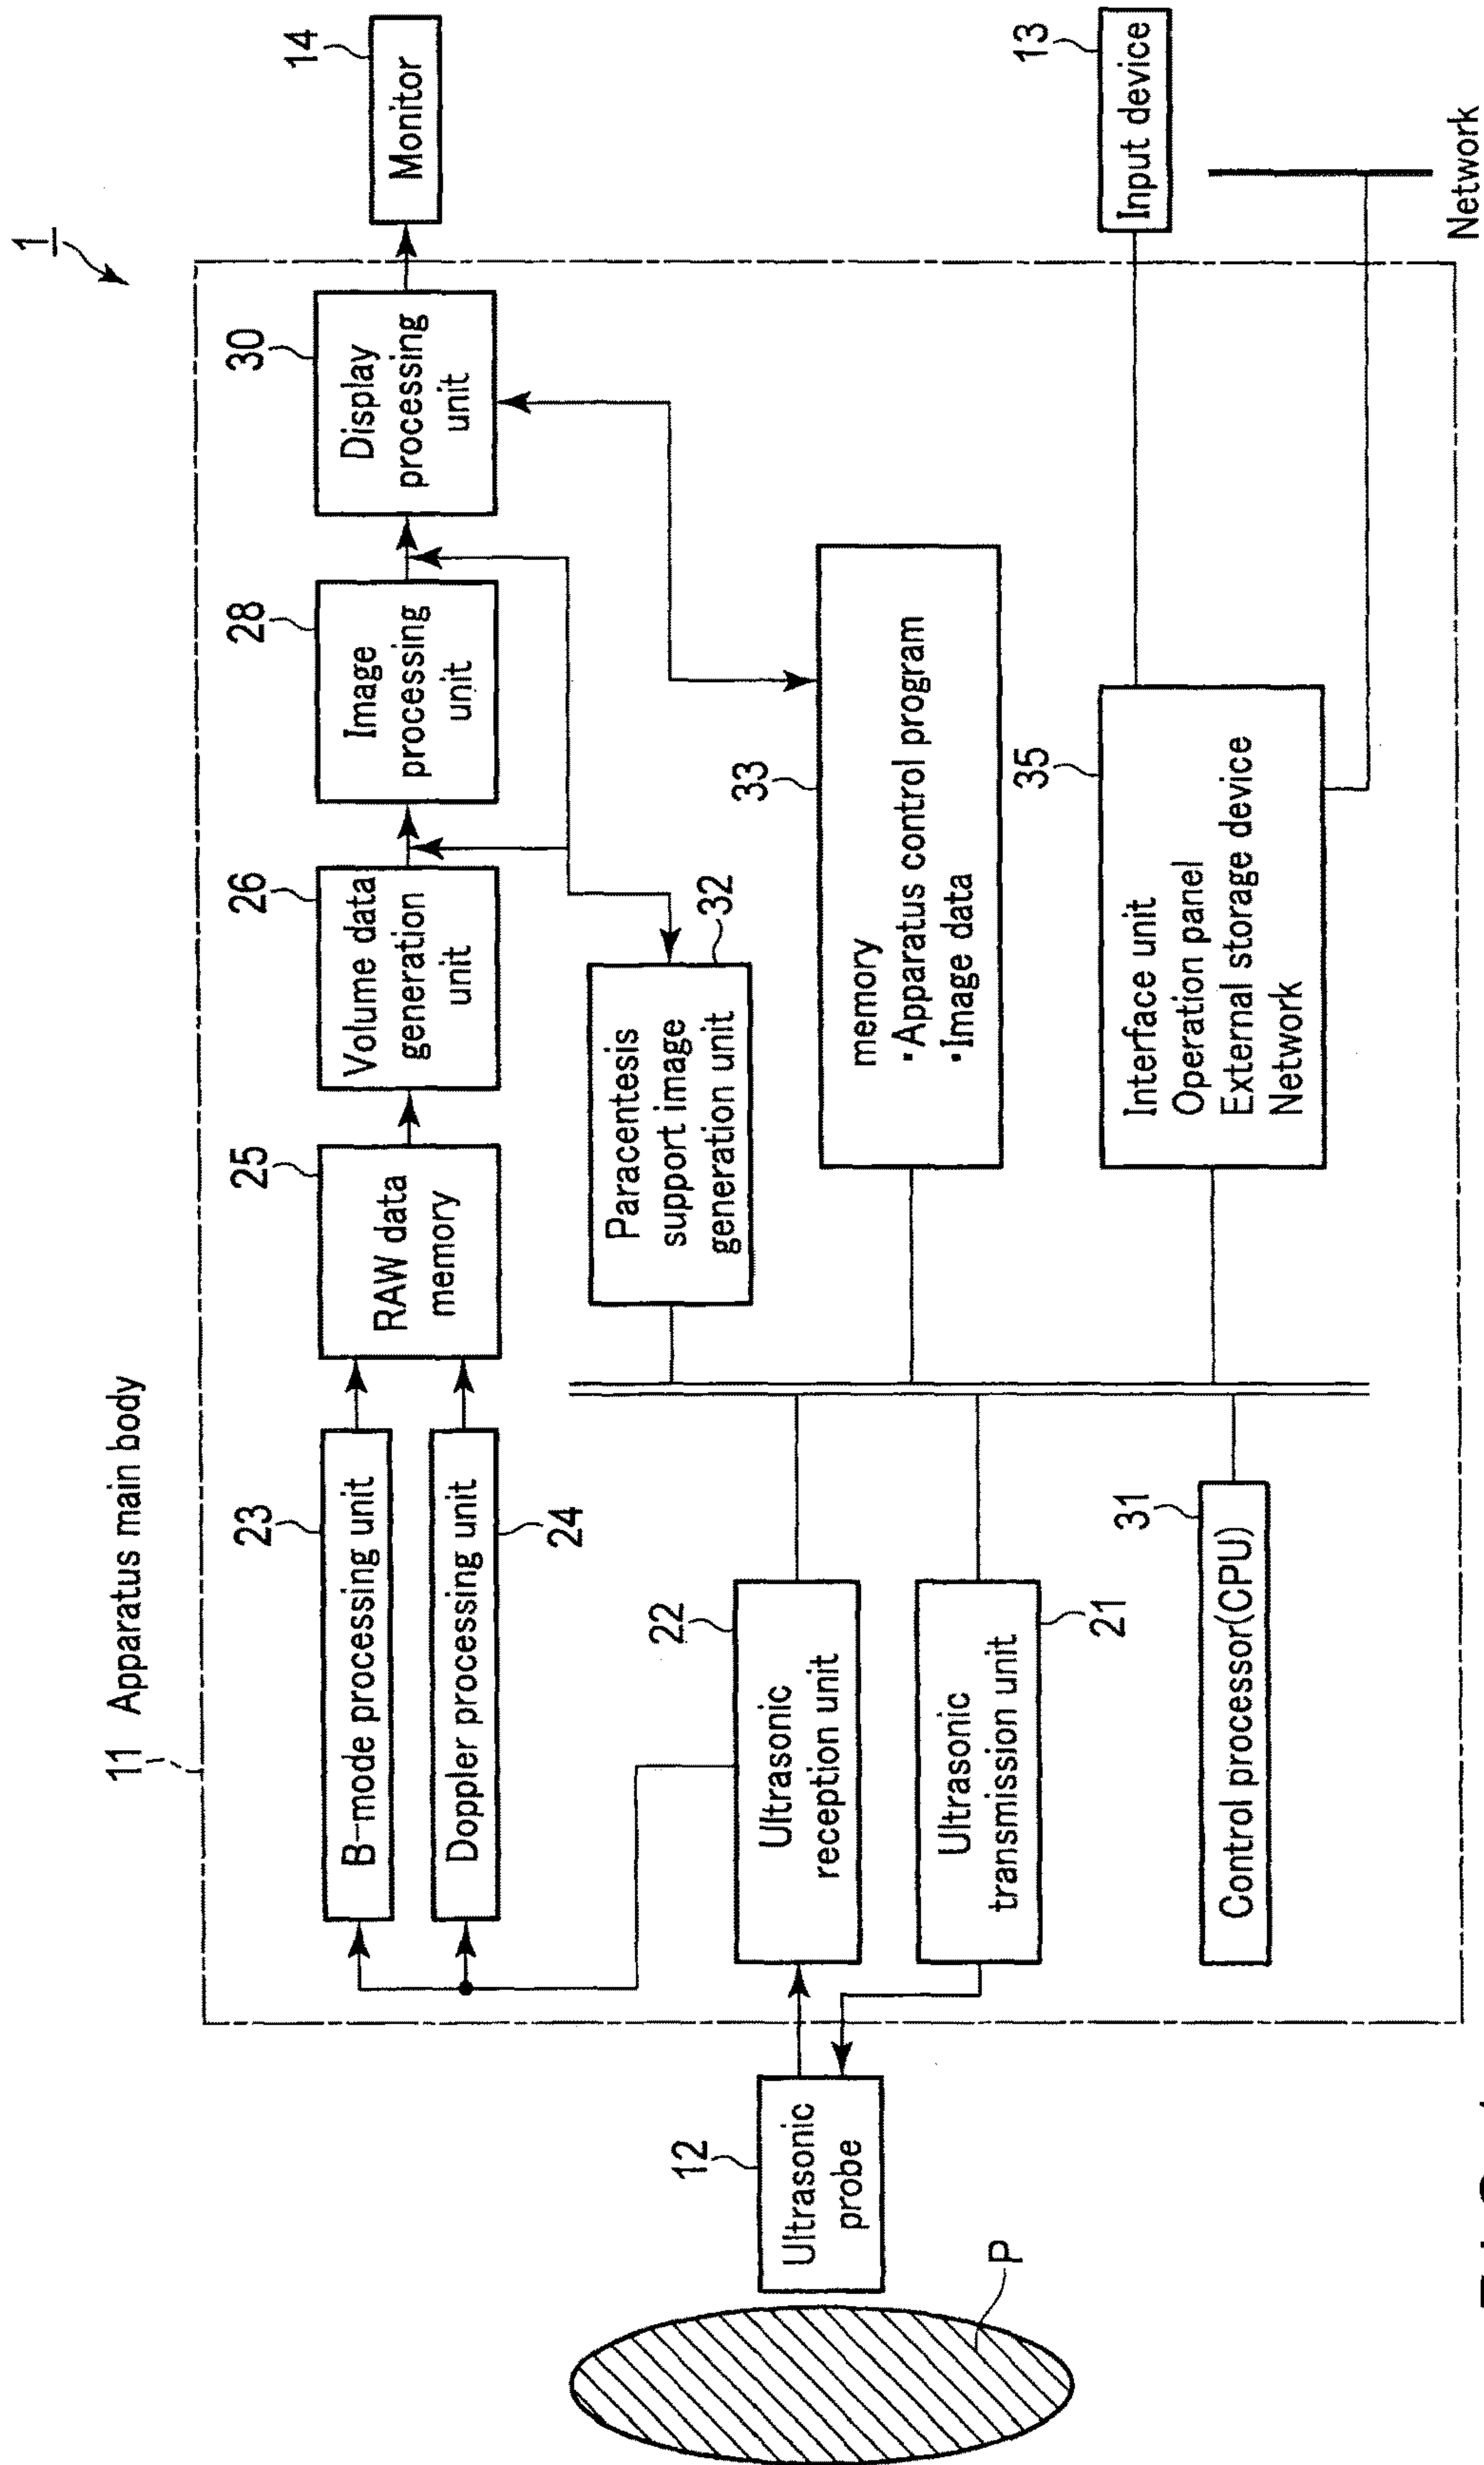 1
11 Apparatus main body
23
B-mode processing unit
Doppler processing unit
24
25
RAW data
memory
26
Volume data
generation
unit
28
Image
processing
unit
30
Display
processing
unit
14
Monitor
32
Paracentesis
support image
generation unit
33
memory
･Apparatus control program
･Image data
12
Ultrasonic
probe
P
22
Ultrasonic
reception unit
Ultrasonic
transmission unit
21
31
Control processor(CPU)
35
Interface unit
Operation panel
External storage device
Network
13
Input device
Network